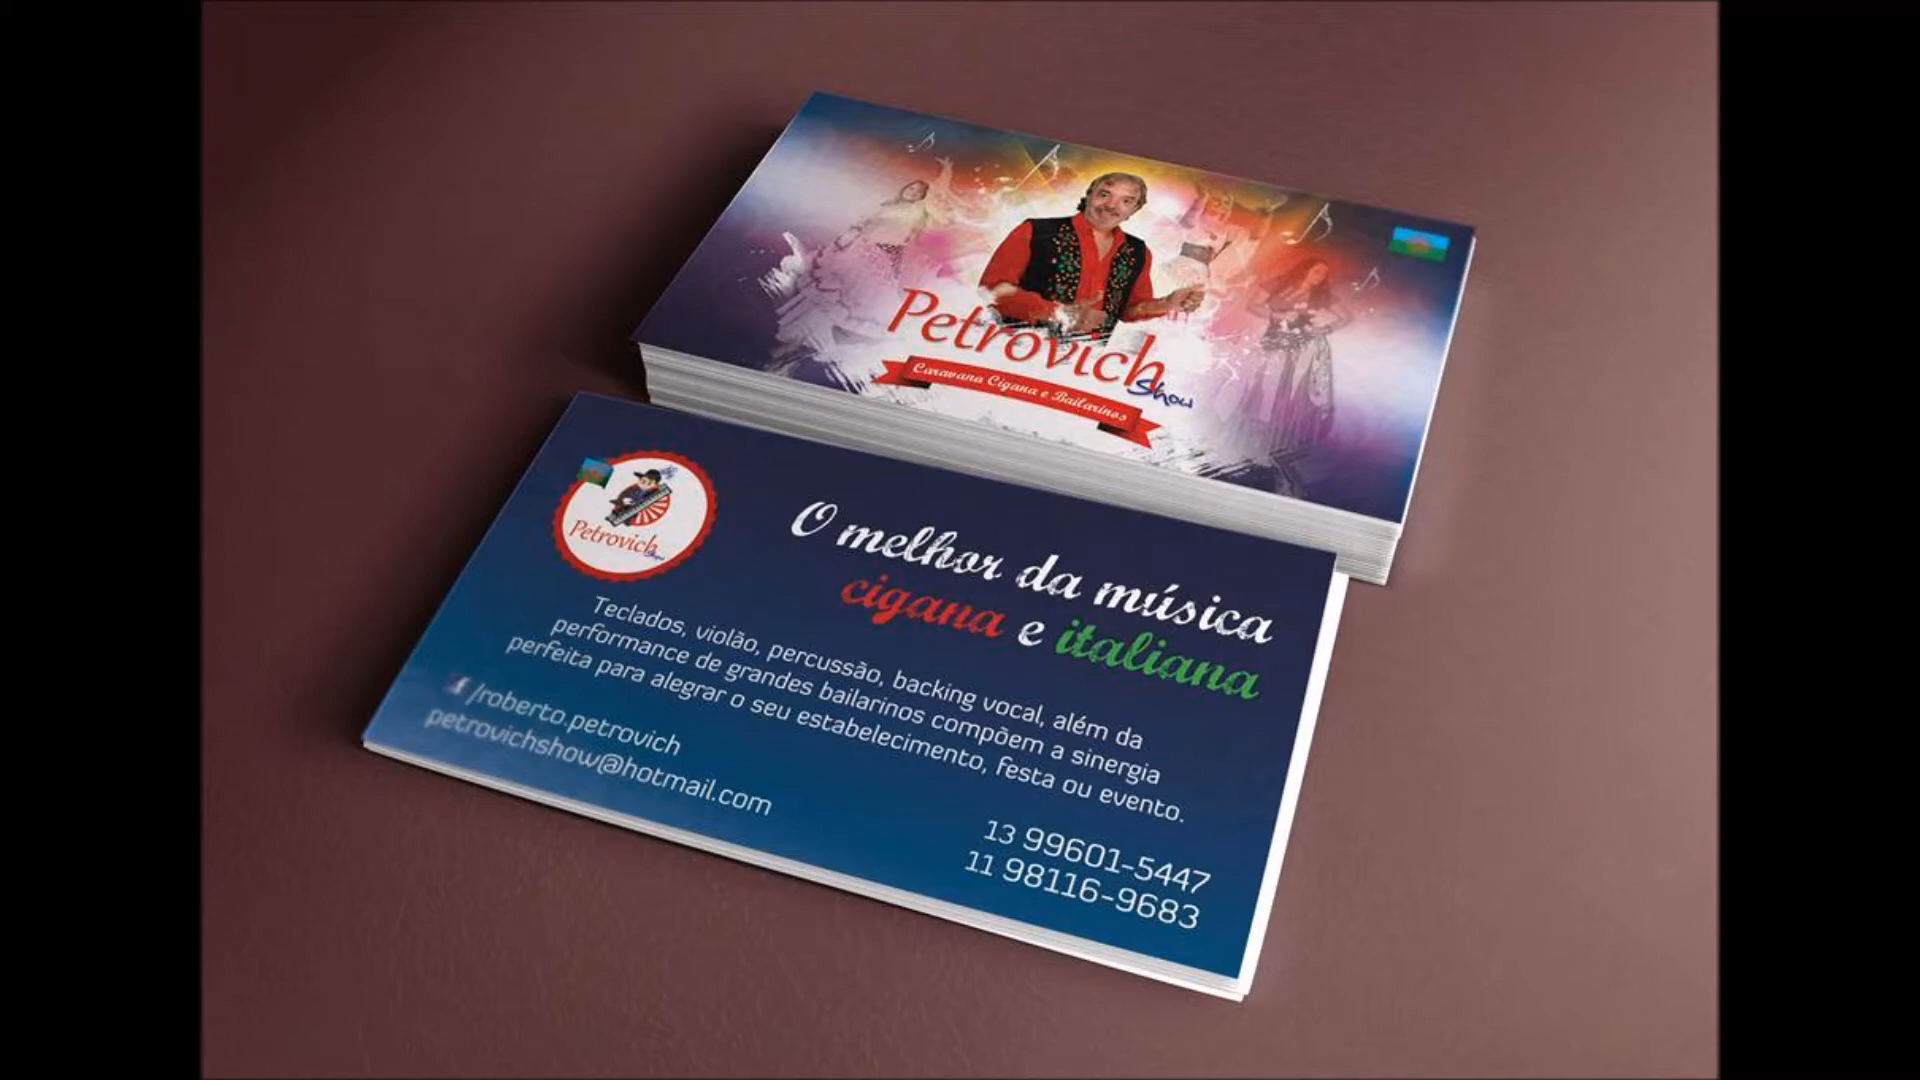 Petrovich
Show
Caravana Cigana e Bailarinos
Petrovich
Show
O melhor da música
cigana e italiana
Teclados, violão, percussão, backing vocal, além da
performance de grandes bailarinos compõem a sinergia
perfeita para alegrar o seu estabelecimento, festa ou evento.
f /roberto.petrovich
petrovichshow@hotmail.com
13 99601-5447
11 98116-9683